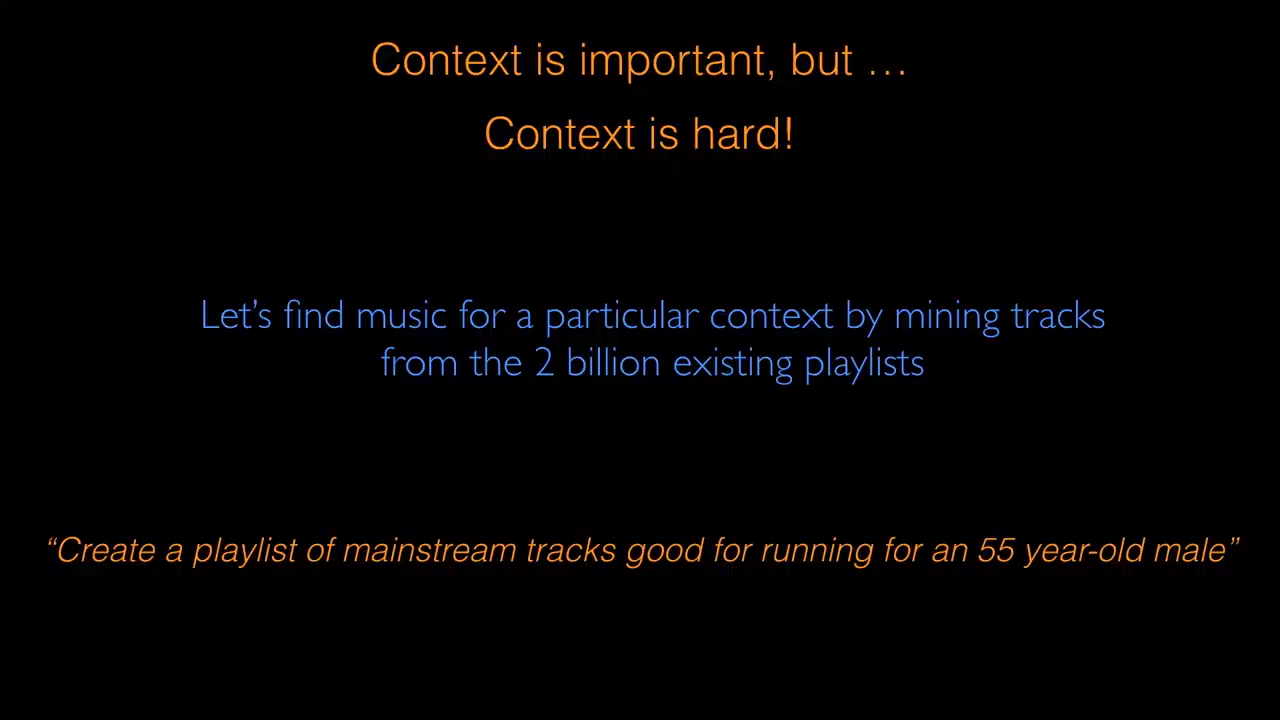 Context is important, but …
Context is hard!
Let’s find music for a particular context by mining tracks
from the 2 billion existing playlists
“Create a playlist of mainstream tracks good for running for an 55 year-old male”